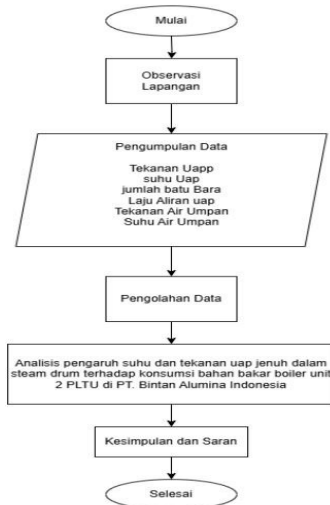 Mulai
Observasi
Lapangan
Pengumpulan Data
Tekanan Uapp
suhu Uap
jumlah batu Bara
Laju Aliran uap
Tekanan Air Umpan
Suhu Air Umpan
Pengolahan Data
Analisis pengaruh suhu dan tekanan uap jenuh dalam
steam drum terhadap konsumsi bahan bakar boiler unit
2 PLTU di PT. Bintan Alumina Indonesia
Kesimpulan dan Saran
Selesai